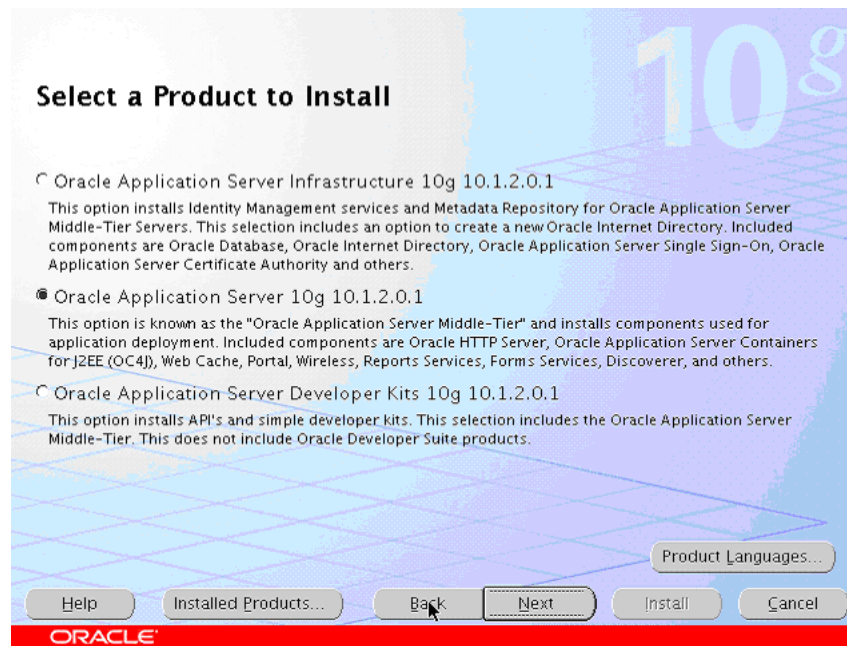 10g
Select a Product to Install
Oracle Application Server Infrastructure 10g 10.1.2.0.1
This option installs Identity Management services and Metadata Repository for Oracle Application Server
Middle-Tier Servers. This selection includes an option to create a new Oracle Internet Directory. Included
components are Oracle Database, Oracle Internet Directory, Oracle Application Server Single Sign-On, Oracle
Application Server Certificate Authority and others.
Oracle Application Server 10g 10.1.2.0.1
This option is known as the "Oracle Application Server Middle-Tier" and installs components used for
application deployment. Included components are Oracle HTTP Server, Oracle Application Server Containers
for J2EE (OC4J), Web Cache, Portal, Wireless, Reports Services, Forms Services, Discoverer, and others.
Oracle Application Server Developer Kits 10g 10.1.2.0.1
This option installs API's and simple developer kits. This selection includes the Oracle Application Server
Middle-Tier. This does not include Oracle Developer Suite products.
Product Languages...
Help Installed Products... Back Next Install Cancel
ORACLE